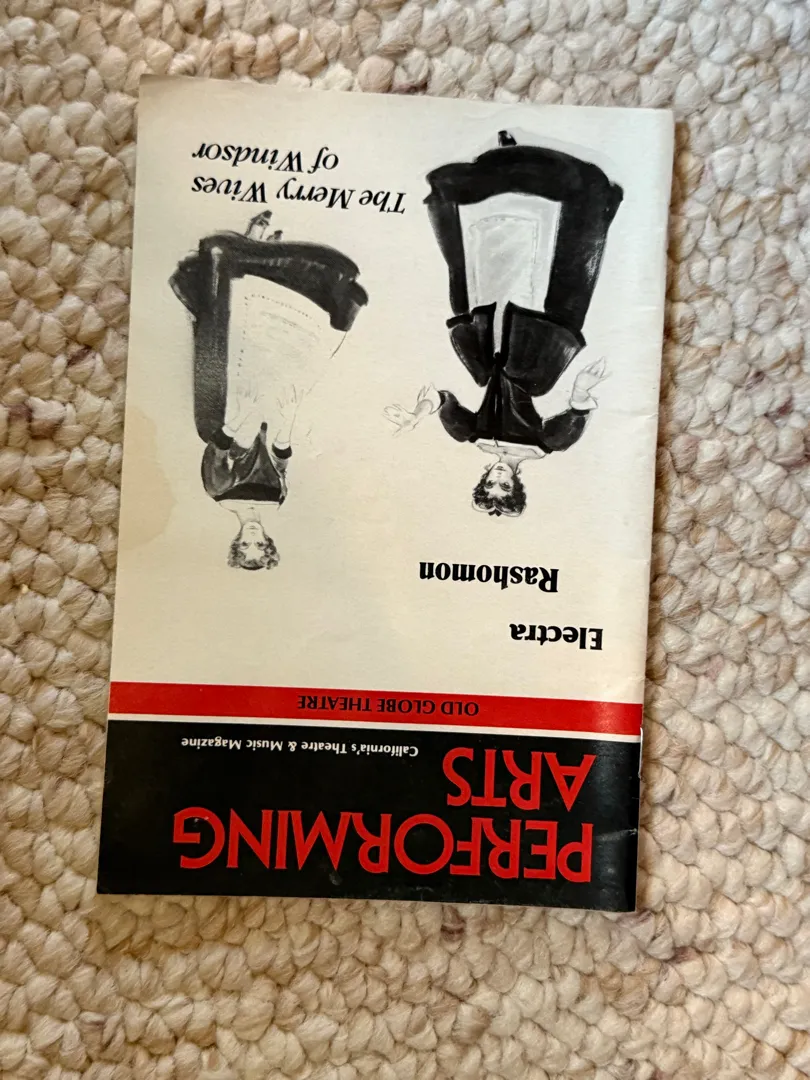 PERFORMING
ARTS
California's Theatre & Music Magazine
OLD GLOBE THEATRE
Electra
Rashomon
The Merry Wives
of Windsor